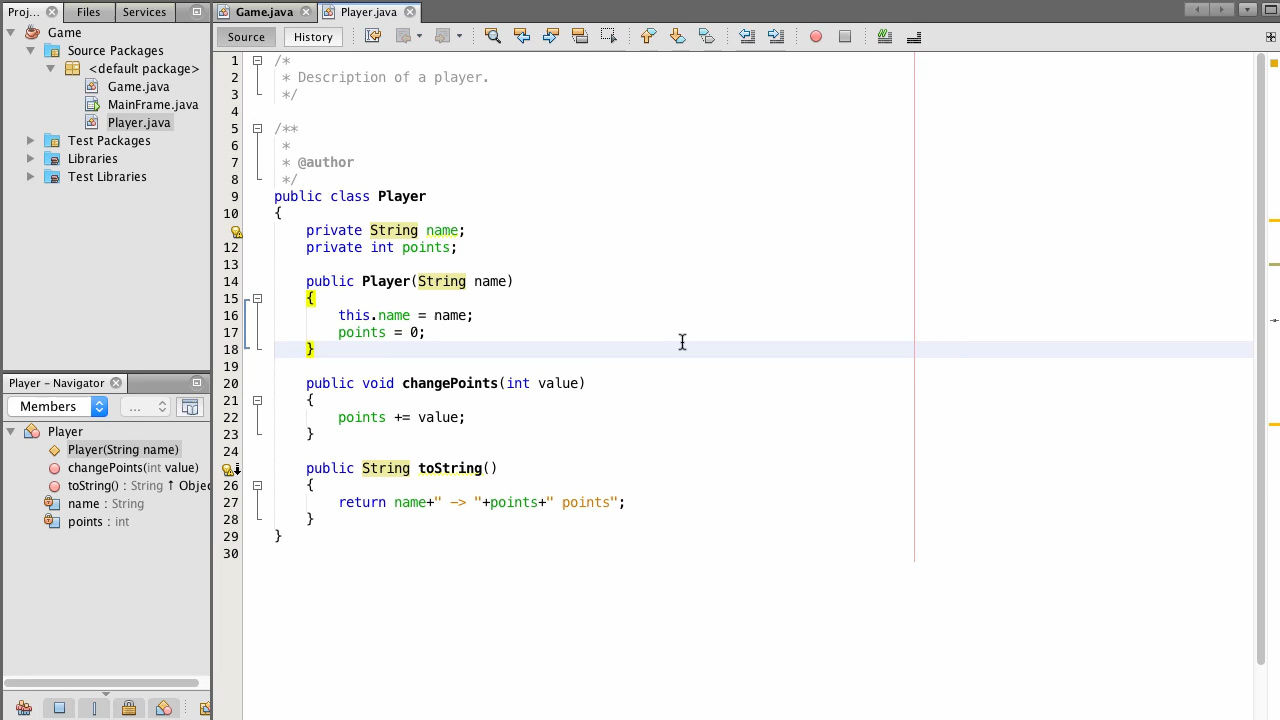 Proj...
Files
Services
Game
Source Packages
<default package>
Game.java
MainFrame.java
Player.java
Test Packages
Libraries
Test Libraries
Player – Navigator
Members
...
Player
Player(String name)
changePoints(int value)
toString() : String ↑ Objec
name : String
points : int
Game.java
Player.java
Source
History
1 /*
2 * Description of a player.
3 */
4
5 /**
6 *
7 * @author
8 */
9 public class Player
10 {
private String name;
12 private int points;
13
14 public Player(String name)
15 {
16 this.name = name;
17 points = 0;
18 }
19
20 public void changePoints(int value)
21 {
22 points += value;
23 }
24
public String toString()
26 {
27 return name+" -> "+points+" points";
28 }
29 }
30